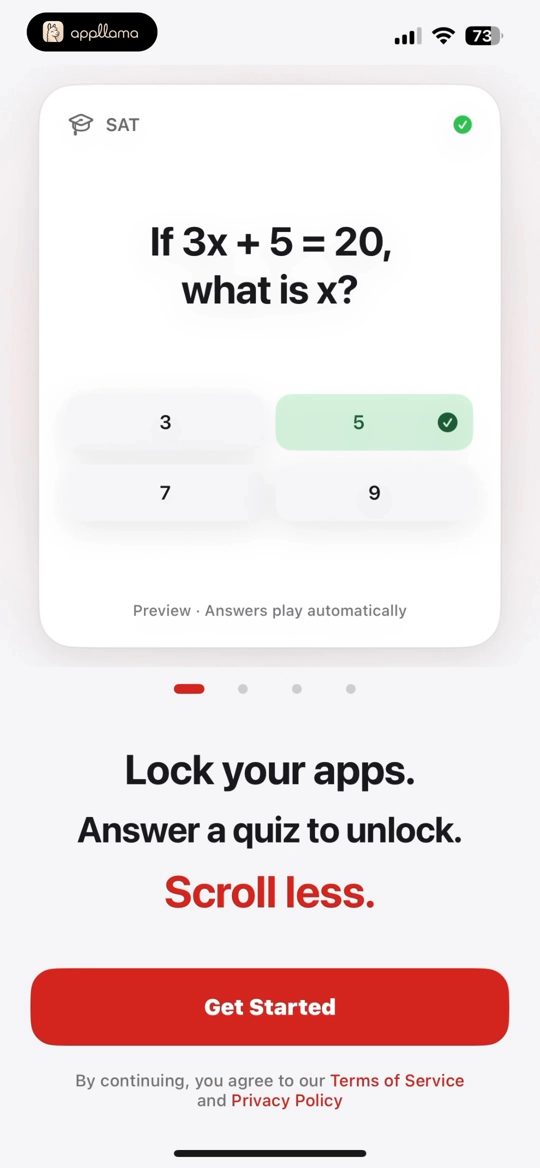 appllama
73
SAT
If 3x + 5 = 20,
what is x?
3
5
7
9
Preview · Answers play automatically
Lock your apps.
Answer a quiz to unlock.
Scroll less.
Get Started
By continuing, you agree to our Terms of Service
and Privacy Policy